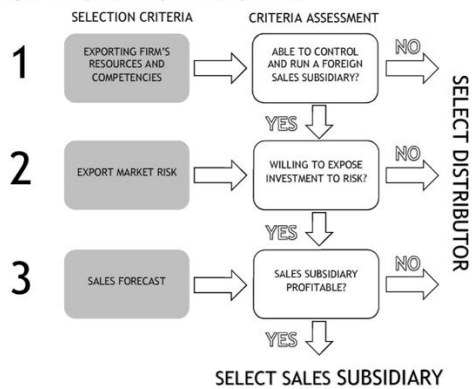 SELECTION CRITERIA
CRITERIA ASSESSMENT
1
EXPORTING FIRM'S
RESOURCES AND
COMPETENCIES
ABLE TO CONTROL
AND RUN A FOREIGN
SALES SUBSIDIARY?
NO
YES
2
EXPORT MARKET RISK
WILLING TO EXPOSE
INVESTMENT TO RISK?
NO
YES
3
SALES FORECAST
SALES SUBSIDIARY
PROFITABLE?
NO
YES
SELECT DISTRIBUTOR
SELECT SALES SUBSIDIARY